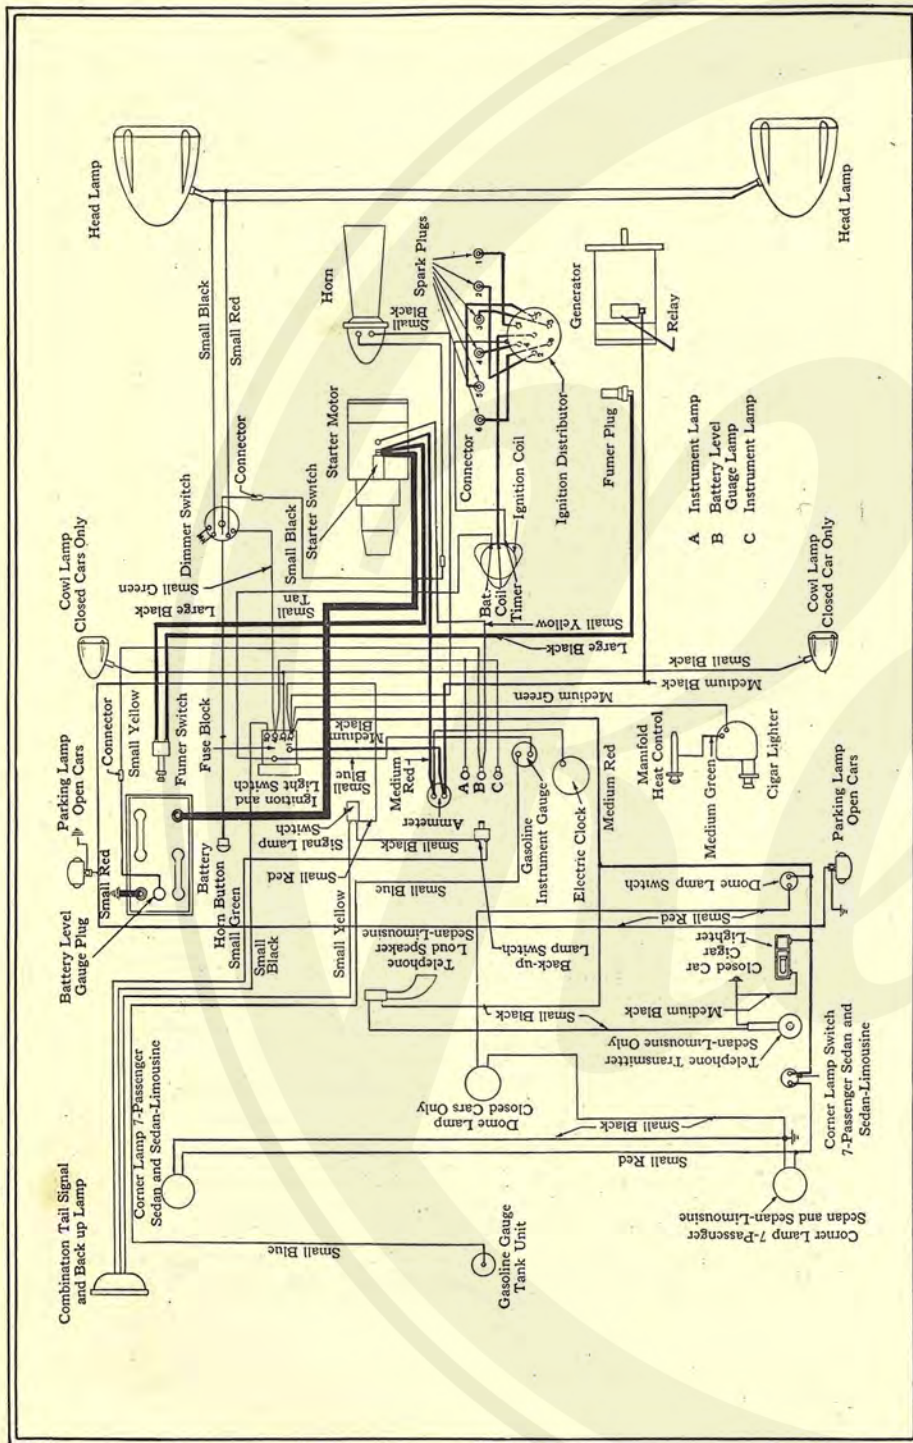 Head Lamp
Head Lamp
Small Black
Small Red
Horn
Small
Black
Spark Plugs
1
2
3
4
5
6
Generator
Relay
Connector
Dimmer Switch
Starter Motor
Starter Switch
Connector
Ignition Distributor
Ignition Coil
Fumer Plug
Cowl Lamp
Closed Cars Only
Small Green
Small Black
Large Black
Small
Tan
Bat.
Coil
Timer
Small Yellow
Large Black
A Instrument Lamp
B Battery Level
Guage Lamp
C Instrument Lamp
Cowl Lamp
Closed Car Only
Small Black
Medium Black
Medium Green
Parking Lamp
Open Cars
Connector
Small Yellow
Fumer Switch
Fuse Block
Ignition and
Light Switch
Medium
Black
Small
Blue
Medium
Red
A
B
C
Ammeter
Signal Lamp
Switch
Small Black
Small Red
Gasoline
Instrument Gauge
Electric Clock
Medium Red
Manifold
Heat Control
Medium Green
Cigar Lighter
Parking Lamp
Open Cars
Small Red
Battery
Horn Button
Battery Level
Gauge Plug
Small Green
Small
Black
Small Yellow
Small Blue
Telephone
Loud Speaker
Sedan-Limousine
Back-up
Lamp Switch
Dome Lamp Switch
Small Red
Closed Car
Cigar
Lighter
Medium Black
Small Black
Telephone Transmitter
Sedan-Limousine Only
Corner Lamp Switch
7-Passenger Sedan and
Sedan-Limousine
Dome Lamp
Closed Cars Only
Small Black
Small Red
Corner Lamp 7-Passenger
Sedan and Sedan-Limousine
Corner Lamp 7-Passenger
Sedan and Sedan-Limousine
Combination Tail Signal
and Back up Lamp
Small Blue
Gasoline Gauge
Tank Unit